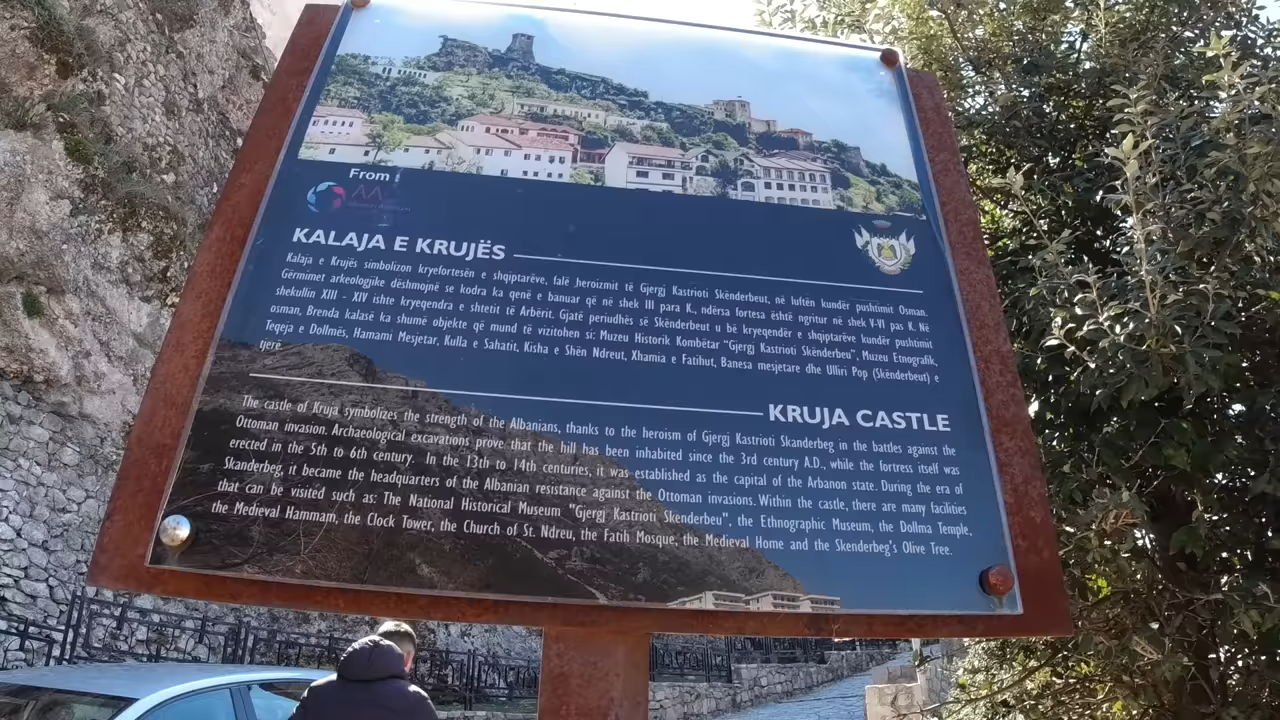 From :
AA
KALAJA E KRUJËS
Kalaja e Krujës simbolizon kryefortesën e shqiptarëve, falë heroizmit të Gjergj Kastrioti Skënderbeut, në luftën kundër pushtimit Osman.
Gërmimet arkeologjike dëshmojnë se kodra ka qenë e banuar që në shek III para K., ndërsa fortesa është ngritur në shek V-VI pas K. Në
shekullin XIII - XIV ishte kryeqendra e shtetit të Arbërit. Gjatë periudhës së Skënderbeut u bë kryeqendër e shqiptarëve kundër pushtimit
osman, Brenda kalasë ka shumë objekte që mund të vizitohen si: Muzeu Historik Kombëtar "Gjergj Kastrioti Skënderbeu", Muzeu Etnografik,
Teqeja e Dollmës, Hamami Mesjetar, Kulla e Sahatit, Kisha e Shën Ndreut, Xhamia e Fatihut, Banesa mesjetare dhe Ulliri Pop (Skënderbeut) e
tjerë
KRUJA CASTLE
The castle of Kruja symbolizes the strength of the Albanians, thanks to the heroism of Gjergj Kastrioti Skanderbeg in the battles against the
Ottoman invasion. Archaeological excavations prove that the hill has been inhabited since the 3rd century A.D., while the fortress itself was
erected in the 5th to 6th century. In the 13th to 14th centuries, it was established as the capital of the Arbanon state. During the era of
Skanderbeg, it became the headquarters of the Albanian resistance against the Ottoman invasions. Within the castle, there are many facilities
that can be visited such as: The National Historical Museum "Gjergj Kastrioti Skenderbeu", the Ethnographic Museum, the Dollma Temple,
the Medieval Hammam, the Clock Tower, the Church of St. Ndreu, the Fatih Mosque, the Medieval Home and the Skenderbeg's Olive Tree.